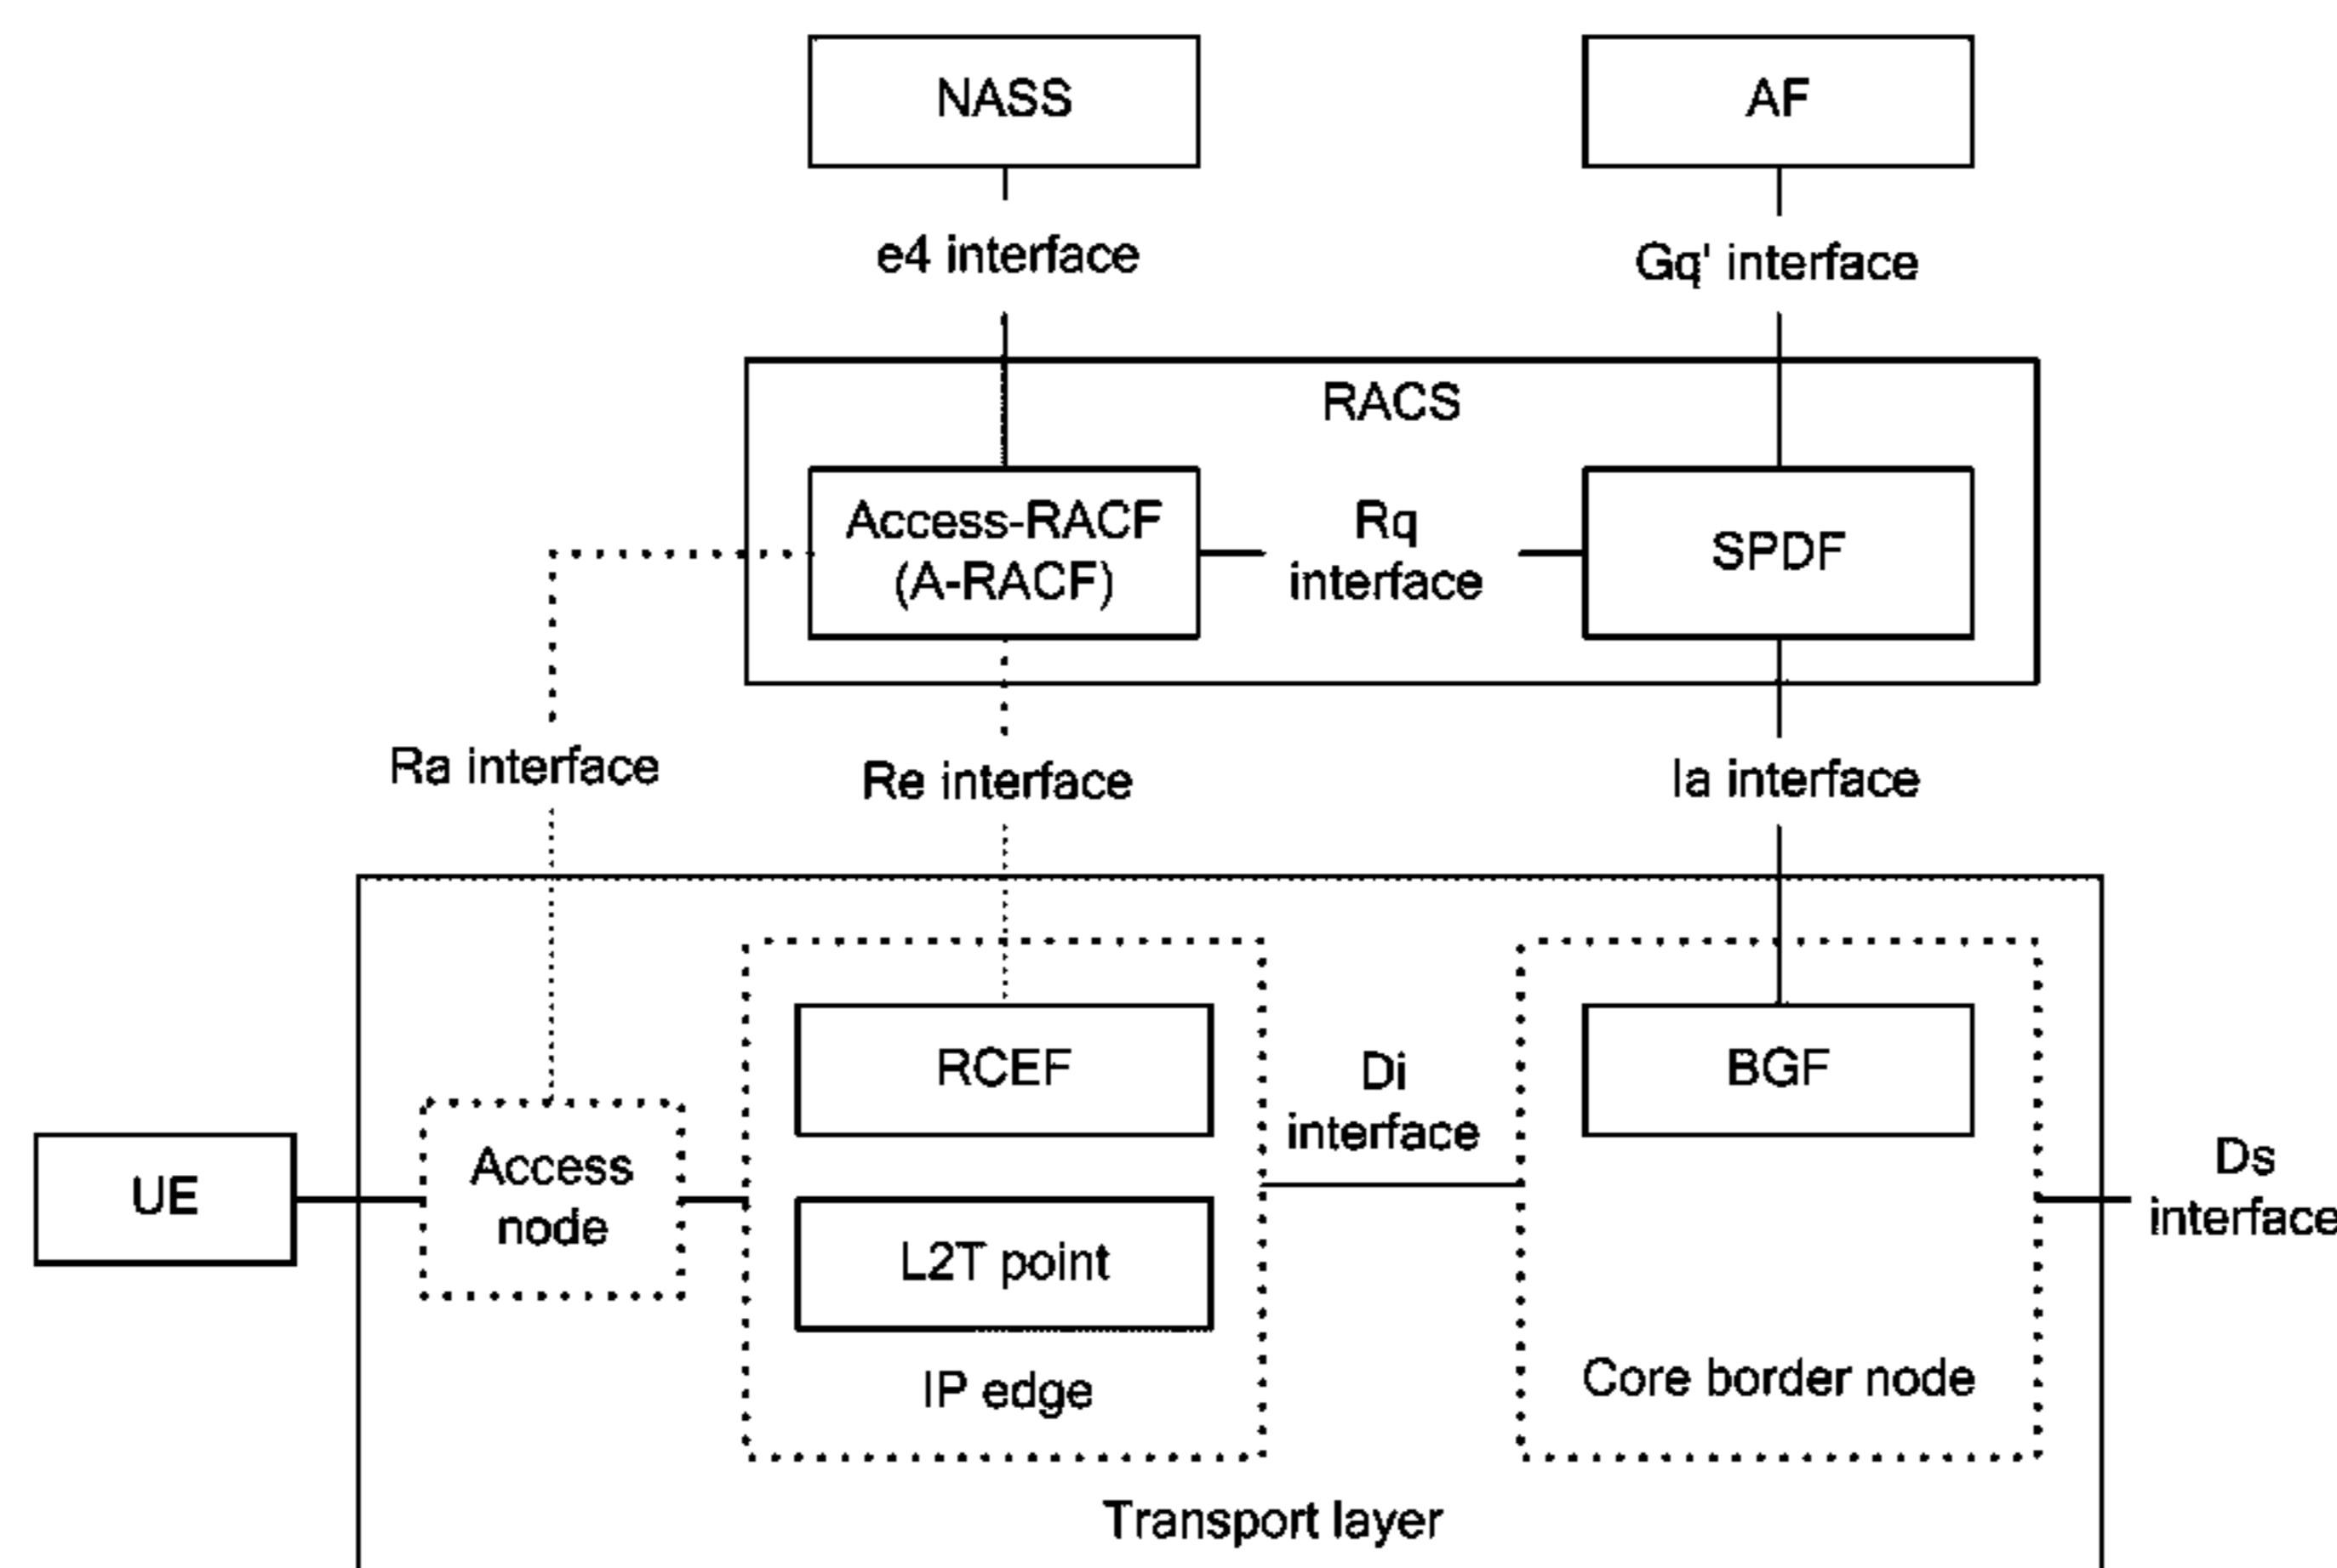 NASS
AF
e4 interface
Gq' interface
RACS
Access-RACF
(A-RACF)
Rq
interface
SPDF
Ra interface
Re interface
Ia interface
RCEF
Di
interface
BGF
UE
Access
node
L2T point
Ds
interface
IP edge
Core border node
Transport layer